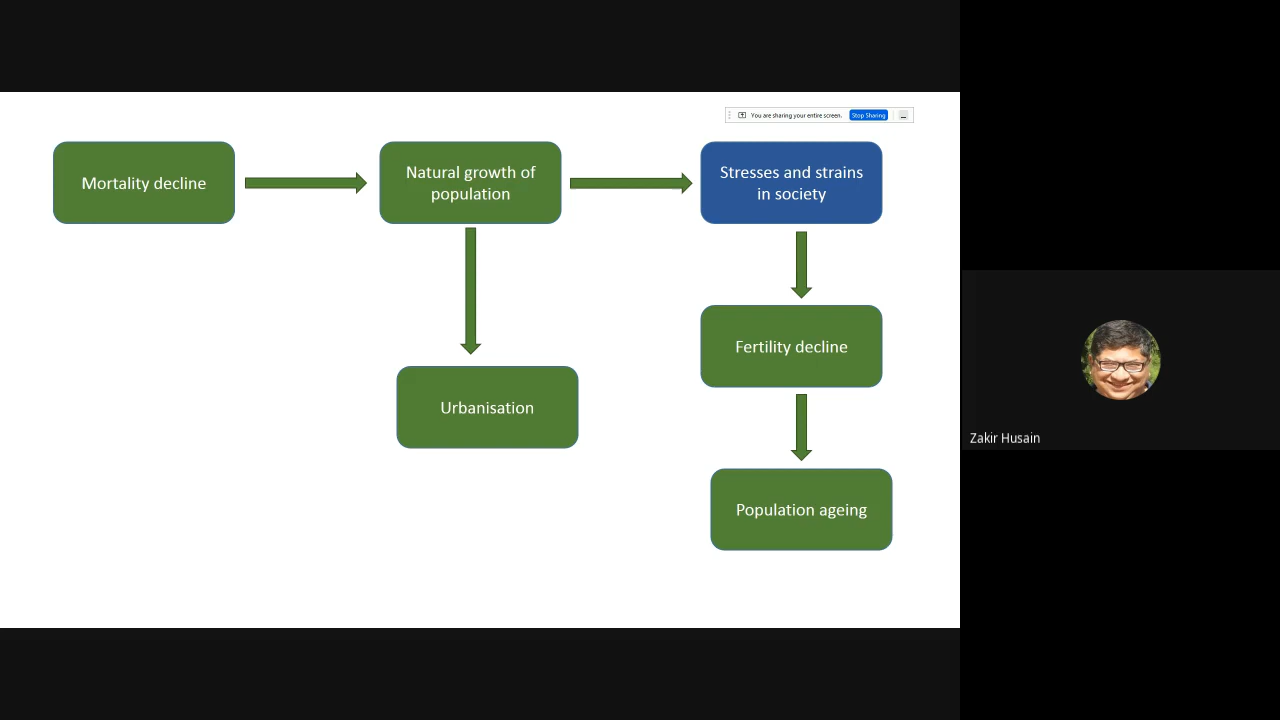 You are sharing your entire screen.
Stop Sharing
Mortality decline
Natural growth of
population
Stresses and strains
in society
Fertility decline
Urbanisation
Zakir Husain
Population ageing